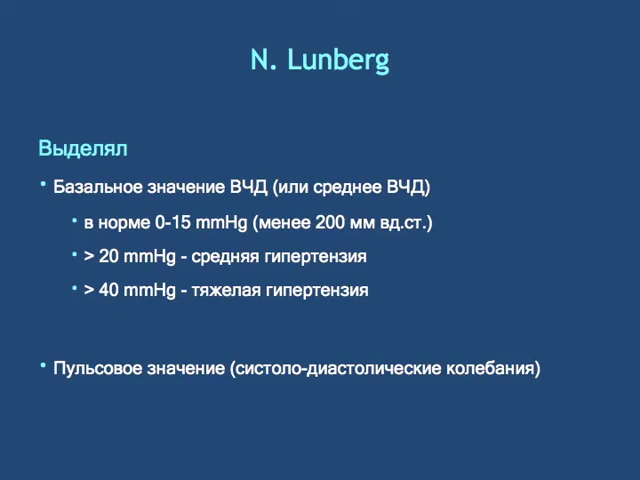 N. Lunberg
Выделял
• Базальное значение ВЧД (или среднее ВЧД)
• в норме 0-15 mmHg (менее 200 мм вд.ст.)
• > 20 mmHg - средняя гипертензия
• > 40 mmHg - тяжелая гипертензия
• Пульсовое значение (систоло-диастолические колебания)